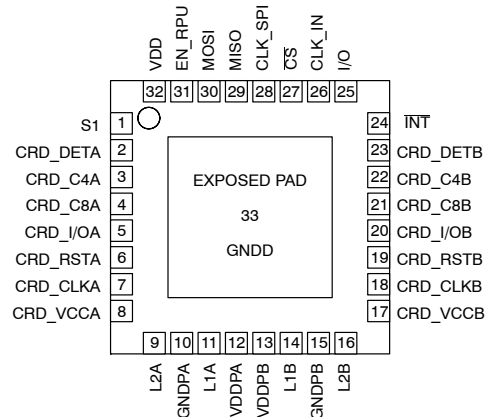 VDD
EN_RPU
MOSI
MISO
CLK_SPI
CS
CLK_IN
I/O
32 31 30 29 28 27 26 25
S1 1
CRD_DETA 2
CRD_C4A 3
CRD_C8A 4
CRD_I/OA 5
CRD_RSTA 6
CRD_CLKA 7
CRD_VCCA 8
EXPOSED PAD
33
GNDD
24 INT
23 CRD_DETB
22 CRD_C4B
21 CRD_C8B
20 CRD_I/OB
19 CRD_RSTB
18 CRD_CLKB
17 CRD_VCCB
9 10 11 12 13 14 15 16
L2A
GNDPA
L1A
VDDPA
VDDPB
L1B
GNDPB
L2B